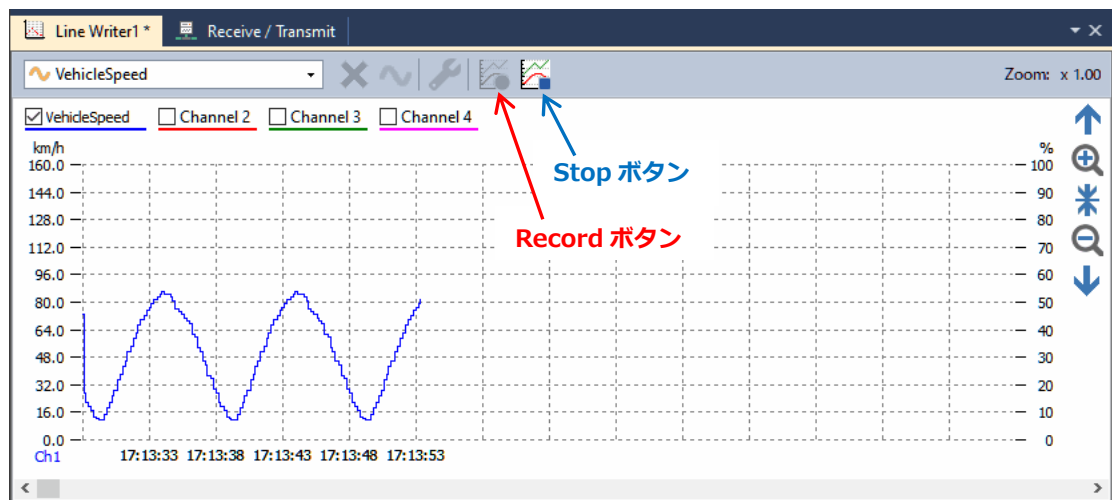 Line Writer1 * Receive / Transmit
VehicleSpeed Zoom: x 1.00
VehicleSpeed Channel 2 Channel 3 Channel 4
km/h %
Stop ボタン
Record ボタン
160.0 100
144.0 90
128.0 80
112.0 70
96.0 60
80.0 50
64.0 40
48.0 30
32.0 20
16.0 10
0.0 0
Ch1 17:13:33 17:13:38 17:13:43 17:13:48 17:13:53